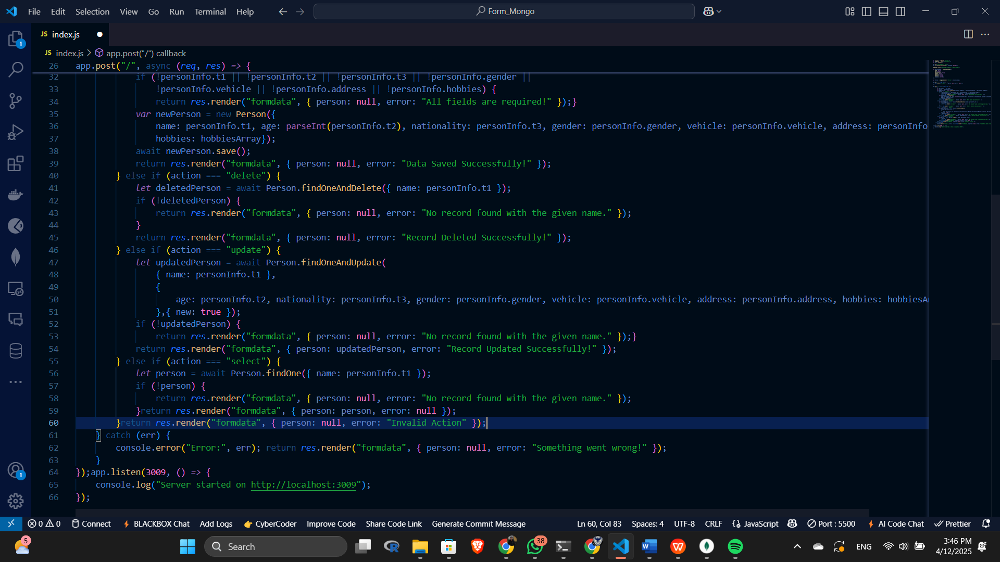 File Edit Selection View Go Run Terminal Help
Form_Mongo
1
JS index.js
JS index.js > app.post("/") callback
26 app.post("/", async (req, res) => {
32 if (!personInfo.t1 || !personInfo.t2 || !personInfo.t3 || !personInfo.gender ||
33 !personInfo.vehicle || !personInfo.address || !personInfo.hobbies) {
34 return res.render("formdata", { person: null, error: "All fields are required!" });}
35 var newPerson = new Person({
36 name: personInfo.t1, age: parseInt(personInfo.t2), nationality: personInfo.t3, gender: personInfo.gender, vehicle: personInfo.vehicle, address: personInfo
37 hobbies: hobbiesArray});
38 await newPerson.save();
39 return res.render("formdata", { person: null, error: "Data Saved Successfully!" });
40 } else if (action === "delete") {
41 let deletedPerson = await Person.findOneAndDelete({ name: personInfo.t1 });
42 if (!deletedPerson) {
43 return res.render("formdata", { person: null, error: "No record found with the given name." });
44 }
45 return res.render("formdata", { person: null, error: "Record Deleted Successfully!" });
46 } else if (action === "update") {
47 let updatedPerson = await Person.findOneAndUpdate(
48 { name: personInfo.t1 },
49 {
50 age: personInfo.t2, nationality: personInfo.t3, gender: personInfo.gender, vehicle: personInfo.vehicle, address: personInfo.address, hobbies: hobbiesA
51 },{ new: true });
52 if (!updatedPerson) {
53 return res.render("formdata", { person: null, error: "No record found with the given name." });}
54 return res.render("formdata", { person: updatedPerson, error: "Record Updated Successfully!" });
55 } else if (action === "select") {
56 let person = await Person.findOne({ name: personInfo.t1 });
57 if (!person) {
58 return res.render("formdata", { person: null, error: "No record found with the given name." });
59 }return res.render("formdata", { person: person, error: null });
60 }return res.render("formdata", { person: null, error: "Invalid Action" });
61 } catch (err) {
62 console.error("Error:", err); return res.render("formdata", { person: null, error: "Something went wrong!" });
63 }
64 });app.listen(3009, () => {
65 console.log("Server started on http://localhost:3009");
66 });
1
0 0 Connect BLACKBOX Chat Add Logs CyberCoder Improve Code Share Code Link Generate Commit Message Ln 60, Col 83 Spaces: 4 UTF-8 CRLF {} JavaScript Port : 5500 AI Code Chat Prettier
5 Search 38 ENG 3:46 PM
4/12/2025